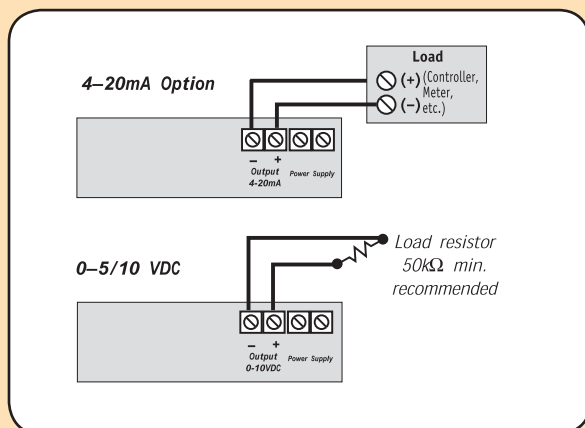 4–20mA Option
Load
(+) (Controller,
Meter,
(–) etc.)
– +
Output Power Supply
4-20mA
0–5/10 VDC
Load resistor
50kΩ min.
recommended
– +
Output Power Supply
0-10VDC